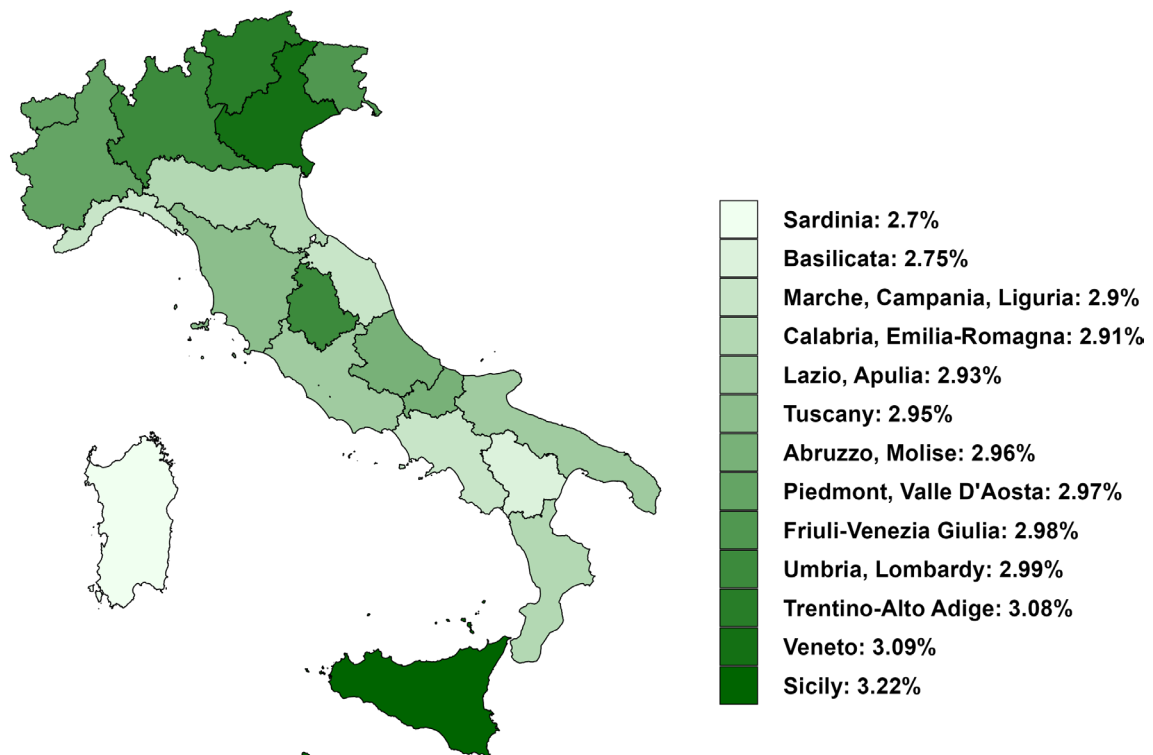 Sardinia: 2.7%
Basilicata: 2.75%
Marche, Campania, Liguria: 2.9%
Calabria, Emilia-Romagna: 2.91%
Lazio, Apulia: 2.93%
Tuscany: 2.95%
Abruzzo, Molise: 2.96%
Piedmont, Valle D'Aosta: 2.97%
Friuli-Venezia Giulia: 2.98%
Umbria, Lombardy: 2.99%
Trentino-Alto Adige: 3.08%
Veneto: 3.09%
Sicily: 3.22%